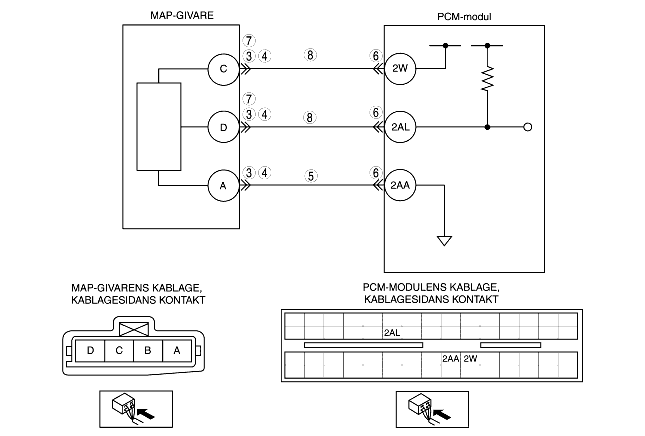 MAP-GIVARE
PCM-modul
7
3 4 8 6
C 2W
7
3 4 8 6
D 2AL
3 4 5 6
A 2AA
MAP-GIVARENS KABLAGE,
KABLAGESIDANS KONTAKT
PCM-MODULENS KABLAGE,
KABLAGESIDANS KONTAKT
D C B A
2AL
2AA 2W